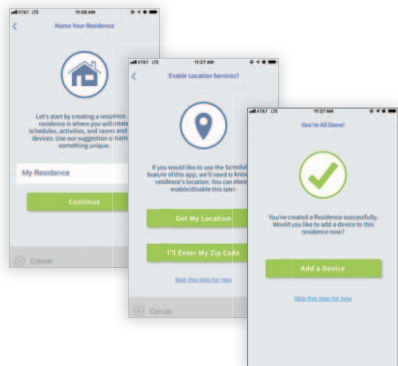 AT&T LTE 11:26 AM
Name Your Residence
Let's start by creating a residence.
residence is where you will create
schedules, activities, and room and
devices. Use our suggestion or
something unique.
My Residence
Continue
Cancel
AT&T LTE 11:27 AM
Enable Location Services?
If you would like to use the Schedul
feature of this app, we'll need to know
residence's location. You can
enable/disable this later.
Get My Location
I'll Enter My Zip Code
Skip this step for now
Cancel
AT&T LTE 11:27 AM
You're All Done!
You've created a Residence successfully.
Would you like to add a device to this
residence now?
Add a Device
Skip this step for now